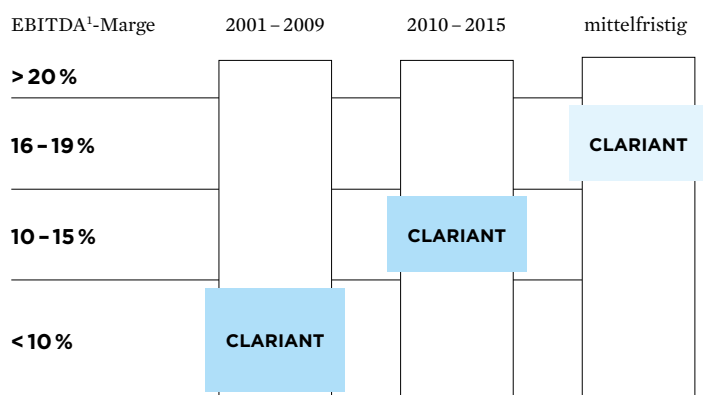 EBITDA¹-Marge 2001 – 2009 2010 – 2015 mittelfristig
> 20 %
16 – 19 % CLARIANT
10 – 15 % CLARIANT
< 10 % CLARIANT